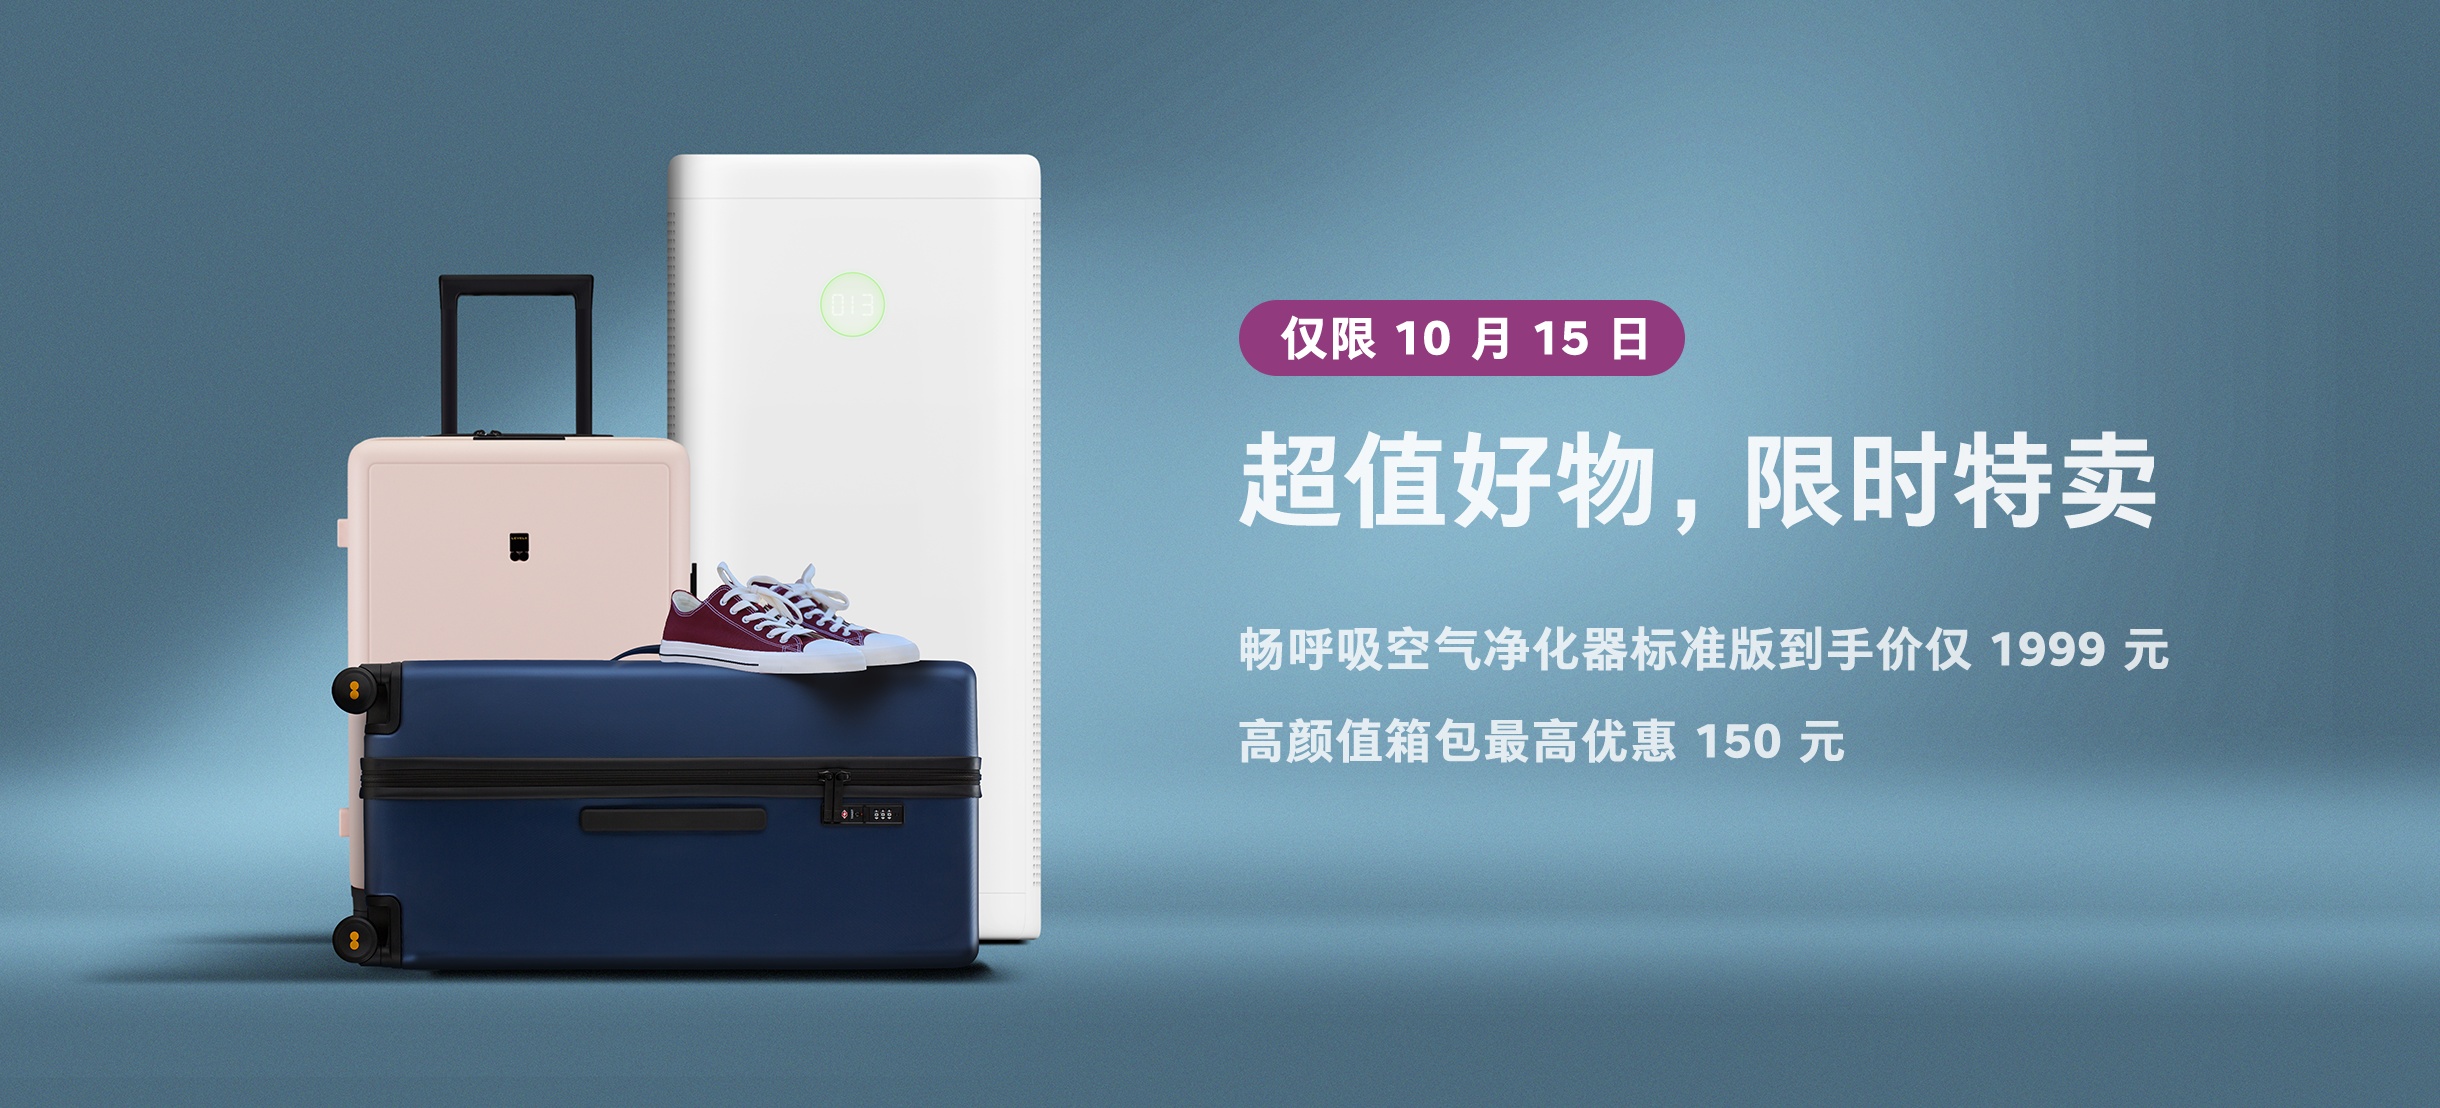 013
仅限 10 月 15 日
超值好物，限时特卖
畅呼吸空气净化器标准版到手价仅 1999 元
高颜值箱包最高优惠 150 元